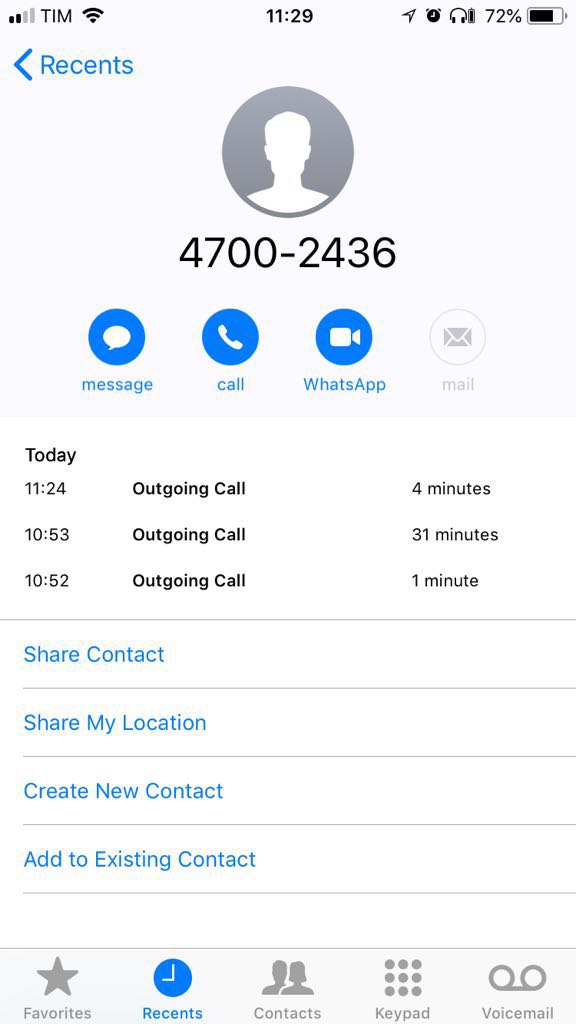 TIM 11:29 72%
Recents
4700-2436
message call WhatsApp mail
Today
11:24 Outgoing Call 4 minutes
10:53 Outgoing Call 31 minutes
10:52 Outgoing Call 1 minute
Share Contact
Share My Location
Create New Contact
Add to Existing Contact
Favorites Recents Contacts Keypad Voicemail